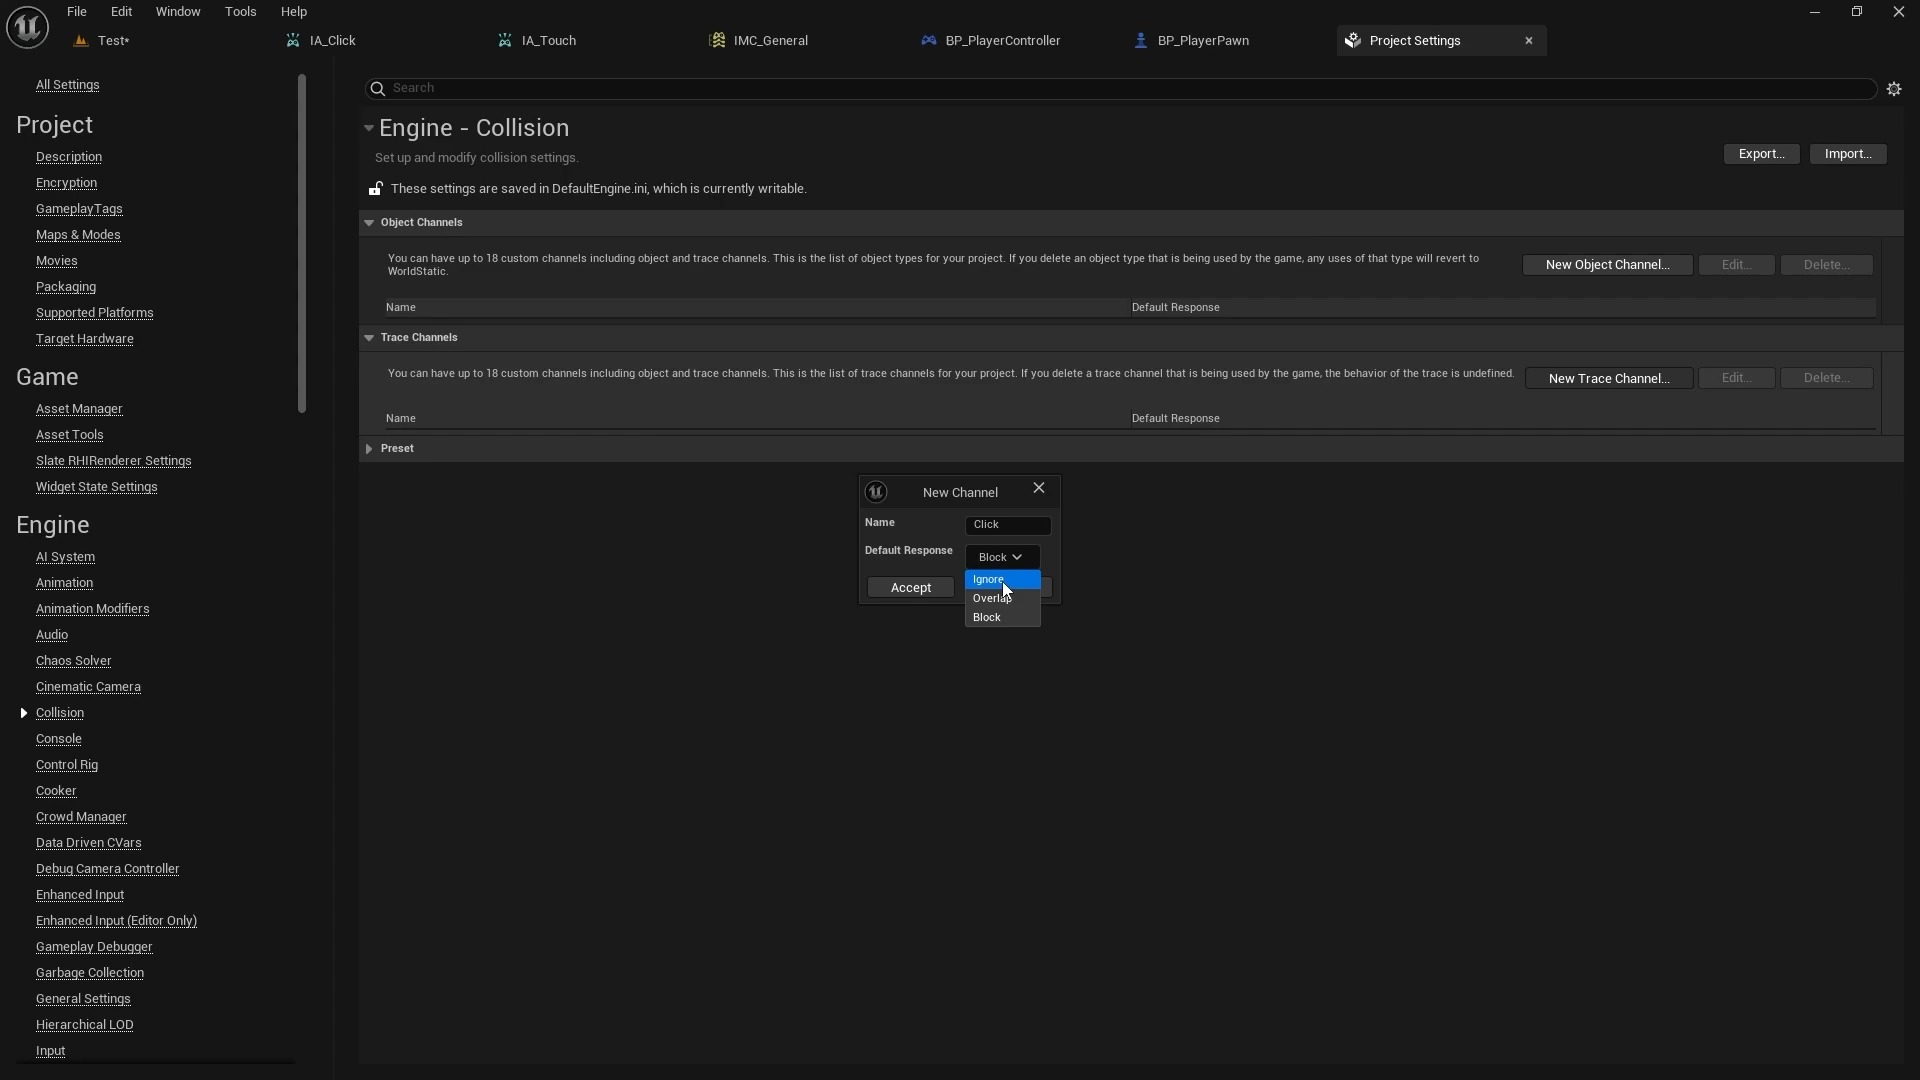 File Edit Window Tools Help
Test* IA_Click IA_Touch IMC_General BP_PlayerController BP_PlayerPawn Project Settings
All Settings
Project
Description
Encryption
GameplayTags
Maps & Modes
Movies
Packaging
Supported Platforms
Target Hardware
Game
Asset Manager
Asset Tools
Slate RHIRenderer Settings
Widget State Settings
Engine
AI System
Animation
Animation Modifiers
Audio
Chaos Solver
Cinematic Camera
Collision
Console
Control Rig
Cooker
Crowd Manager
Data Driven CVars
Debug Camera Controller
Enhanced Input
Enhanced Input (Editor Only)
Gameplay Debugger
Garbage Collection
General Settings
Hierarchical LOD
Input
Search
Engine - Collision
Set up and modify collision settings.
Export... Import...
These settings are saved in DefaultEngine.ini, which is currently writable.
Object Channels
You can have up to 18 custom channels including object and trace channels. This is the list of object types for your project. If you delete an object type that is being used by the game, any uses of that type will revert to
WorldStatic.
New Object Channel... Edit... Delete...
Name Default Response
Trace Channels
You can have up to 18 custom channels including object and trace channels. This is the list of trace channels for your project. If you delete a trace channel that is being used by the game, the behavior of the trace is undefined.
New Trace Channel... Edit... Delete...
Name Default Response
Preset
New Channel
Name Click
Default Response Block
Accept
Ignore
Overlap
Block